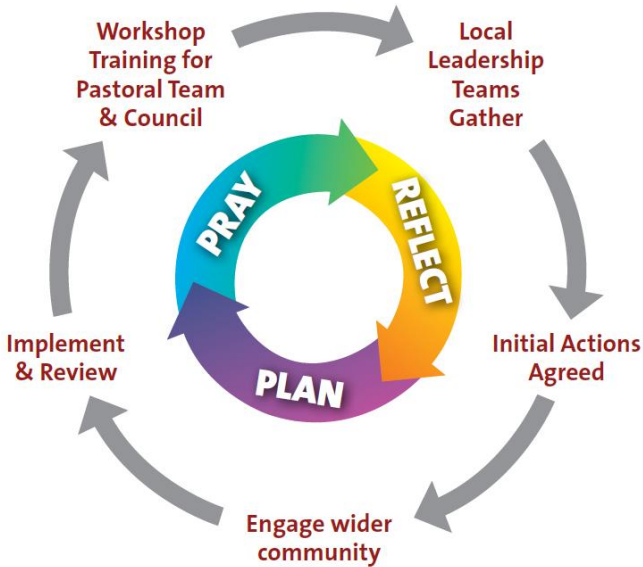 Workshop
Training for
Pastoral Team
& Council
Local
Leadership
Teams
Gather
Initial Actions
Agreed
Engage wider
community
Implement
& Review
PRAY
REFLECT
PLAN